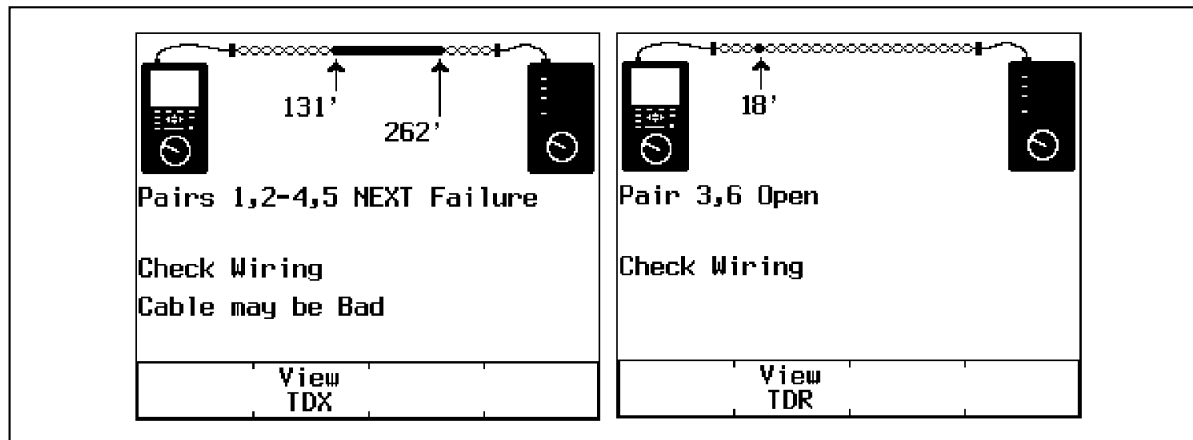 131'
262'
Pairs 1,2-4,5 NEXT Failure
Check Wiring
Cable may be Bad
View
TDX
18'
Pair 3,6 Open
Check Wiring
View
TDR